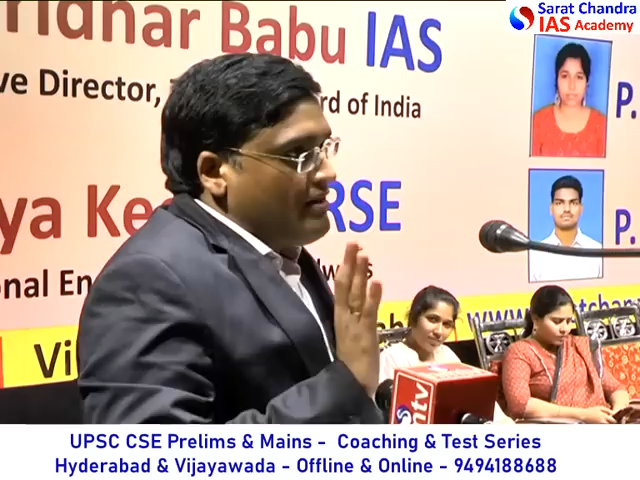 Sarat Chandra
IAS Academy
Babu IAS
ve Director, rd of India
P.
ya Ke RSE
P.
onal En
Vi
ntv
UPSC CSE Prelims & Mains - Coaching & Test Series
Hyderabad & Vijayawada - Offline & Online - 9494188688